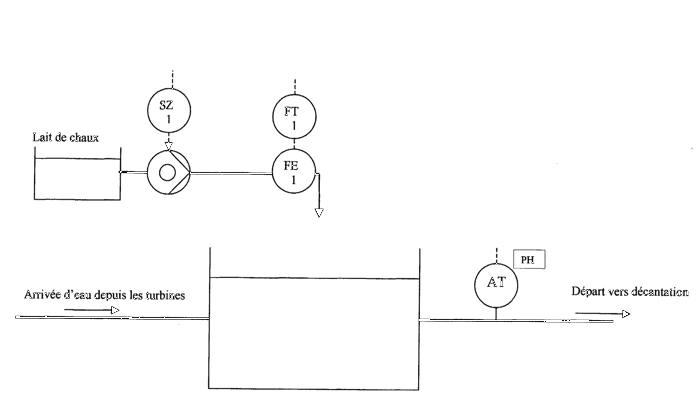 SZ
1
FT
1
Lait de chaux
FE
1
PH
AT
Arrivée d'eau depuis les turbines
Départ vers décantation